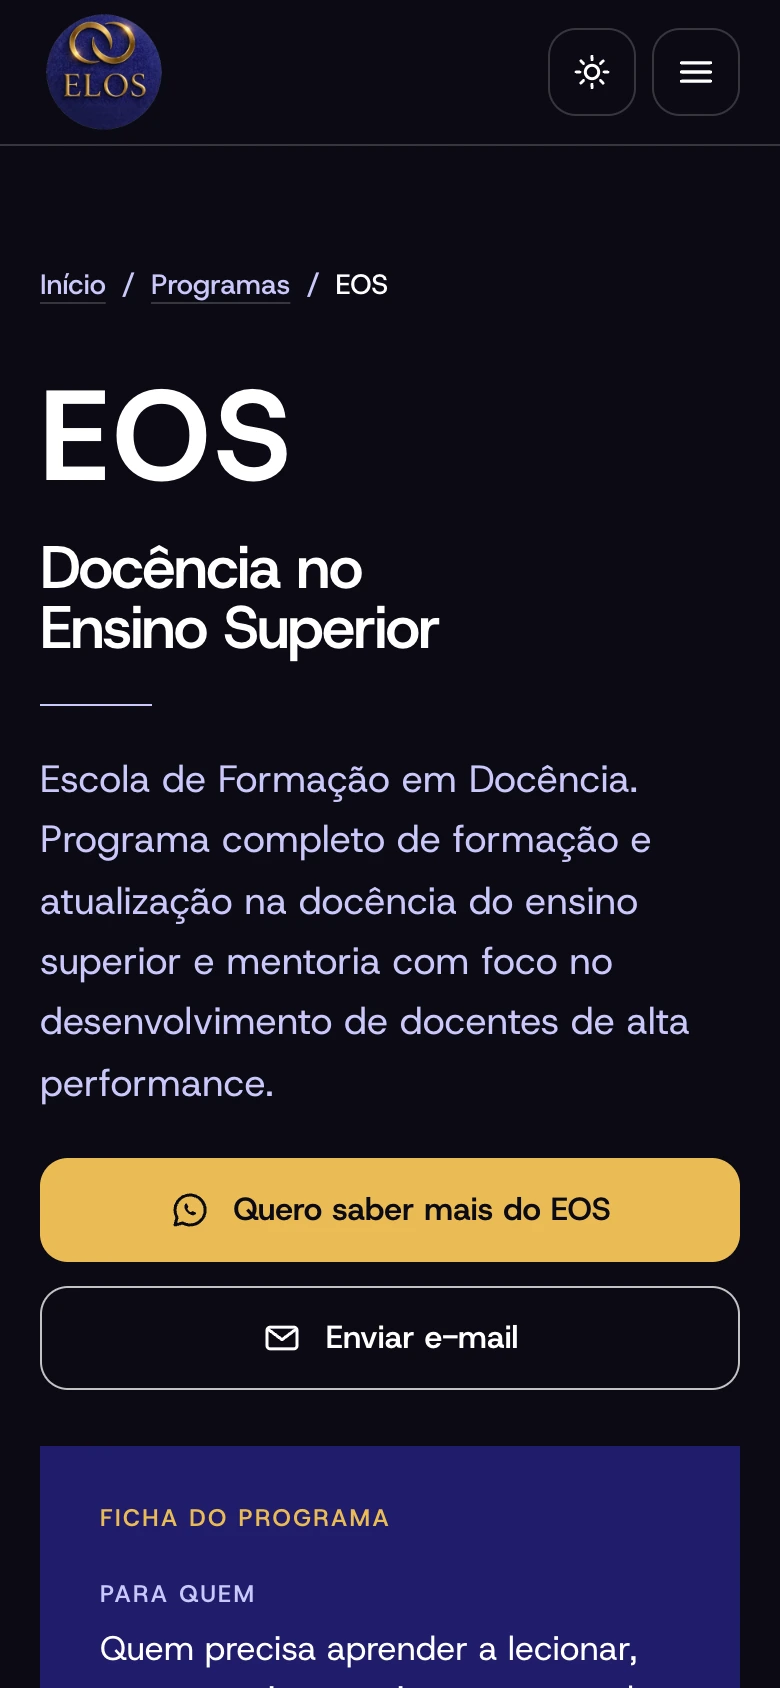 ELOS
Início / Programas / EOS
EOS
Docência no
Ensino Superior
Escola de Formação em Docência.
Programa completo de formação e
atualização na docência do ensino
superior e mentoria com foco no
desenvolvimento de docentes de alta
performance.
Quero saber mais do EOS
Enviar e-mail
FICHA DO PROGRAMA
PARA QUEM
Quem precisa aprender a lecionar,